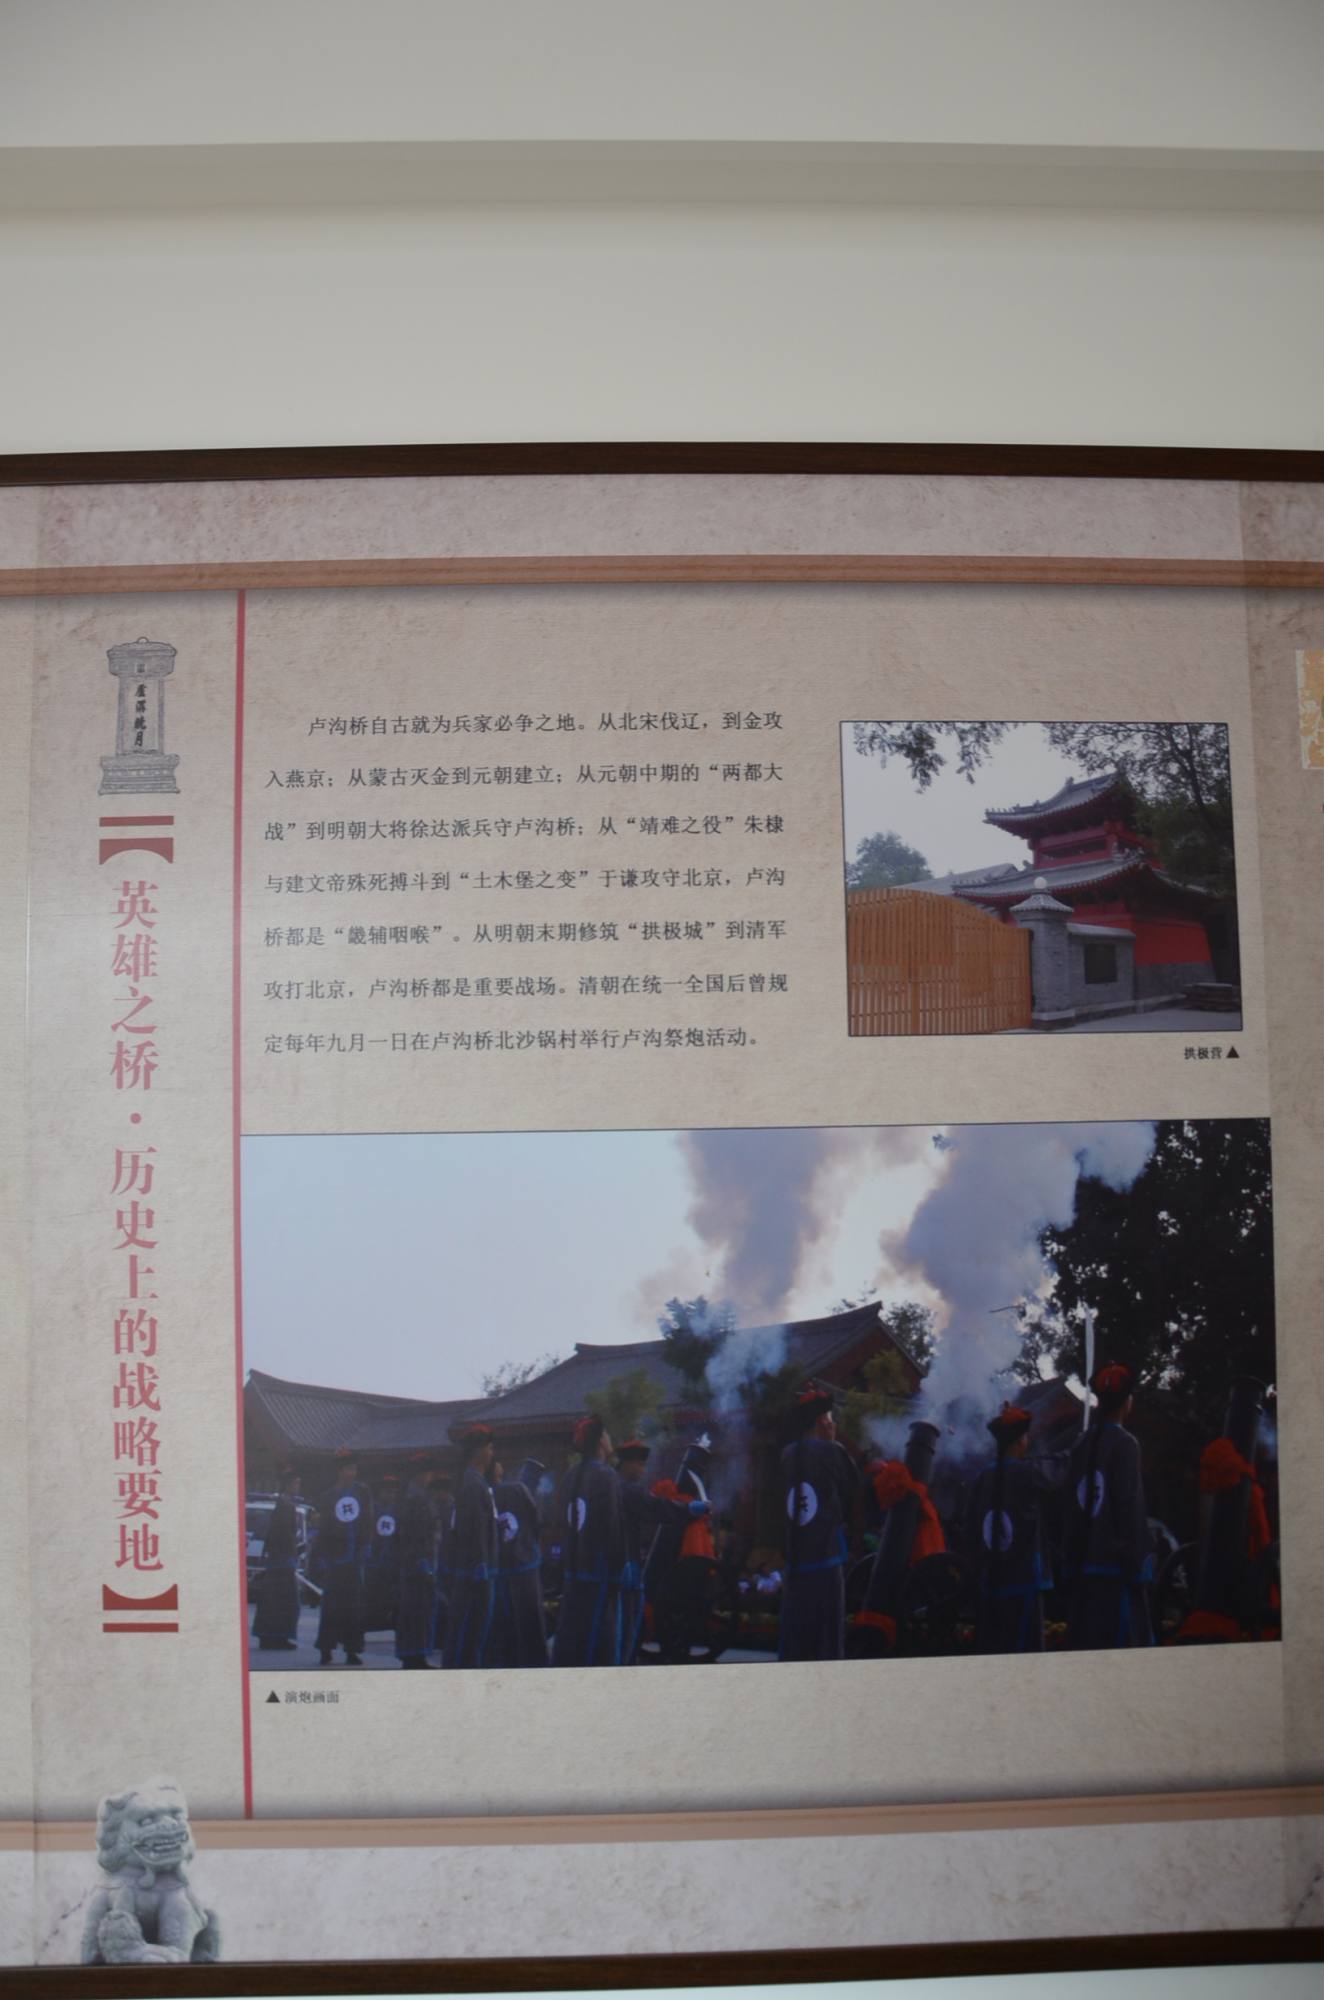 卢沟晓月
【英雄之桥·历史上的战略要地】
卢沟桥自古就为兵家必争之地。从北宋伐辽，到金攻
入燕京；从蒙古灭金到元朝建立；从元朝中期的“两都大
战”到明朝大将徐达派兵守卢沟桥；从“靖难之役”朱棣
与建文帝殊死搏斗到“土木堡之变”于谦攻守北京，卢沟
桥都是“畿辅咽喉”。从明朝末期修筑“拱极城”到清军
攻打北京，卢沟桥都是重要战场。清朝在统一全国后曾规
定每年九月一日在卢沟桥北沙锅村举行卢沟祭炮活动。
拱极营▲
兵
兵
兵
兵
兵
▲演炮画面